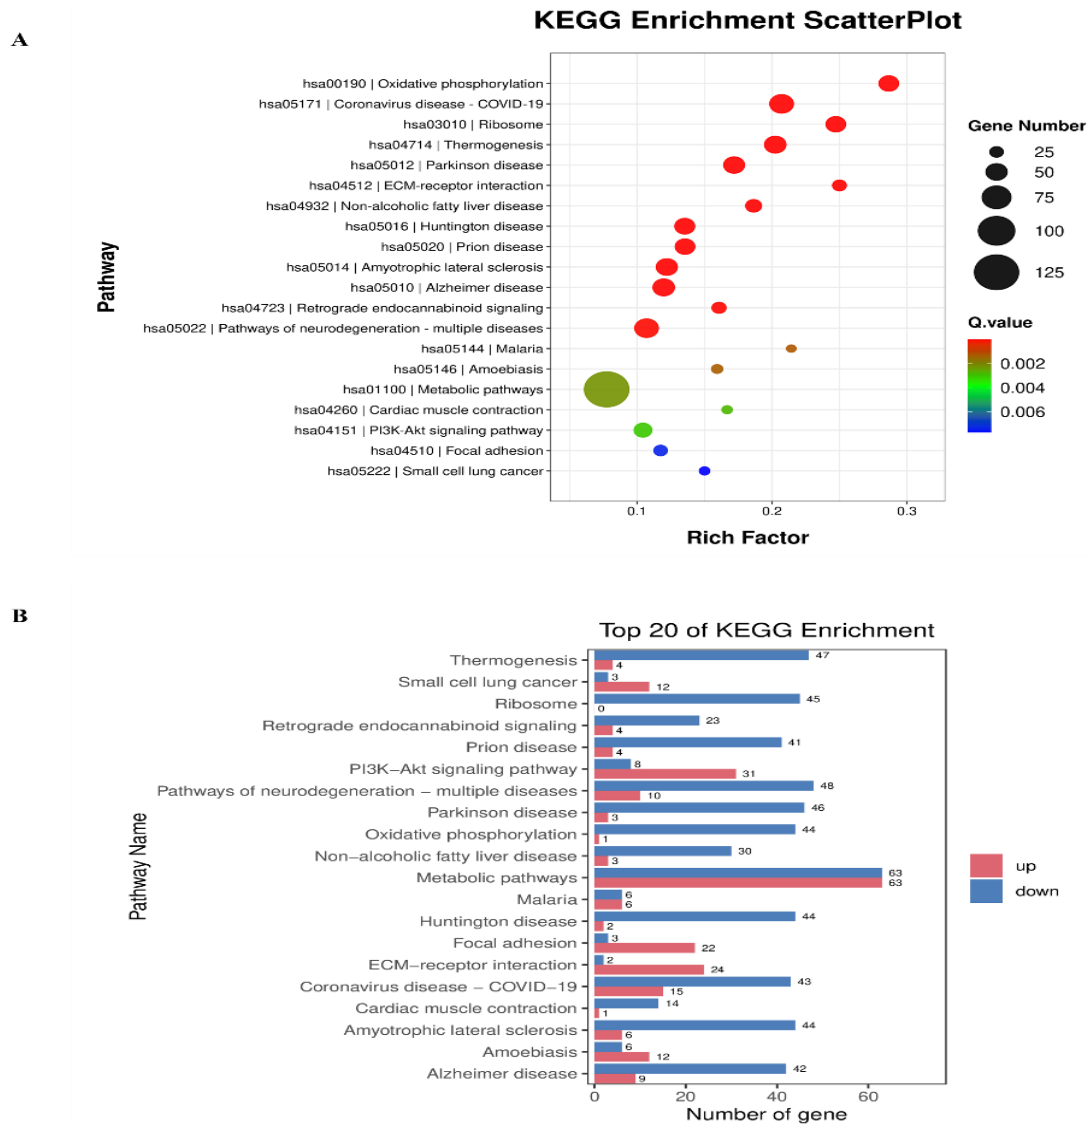 A
KEGG Enrichment ScatterPlot
hsa00190 | Oxidative phosphorylation
hsa05171 | Coronavirus disease - COVID-19
hsa03010 | Ribosome
hsa04714 | Thermogenesis
hsa05012 | Parkinson disease
hsa04512 | ECM-receptor interaction
hsa04932 | Non-alcoholic fatty liver disease
hsa05016 | Huntington disease
hsa05020 | Prion disease
hsa05014 | Amyotrophic lateral sclerosis
hsa05010 | Alzheimer disease
hsa04723 | Retrograde endocannabinoid signaling
hsa05022 | Pathways of neurodegeneration - multiple diseases
hsa05144 | Malaria
hsa05146 | Amoebiasis
hsa01100 | Metabolic pathways
hsa04260 | Cardiac muscle contraction
hsa04151 | PI3K-Akt signaling pathway
hsa04510 | Focal adhesion
hsa05222 | Small cell lung cancer
Pathway
0.1 0.2 0.3
Rich Factor
Gene Number
25
50
75
100
125
Q.value
0.002
0.004
0.006
B
Top 20 of KEGG Enrichment
Thermogenesis 47 4
Small cell lung cancer 3 12
Ribosome 45 0
Retrograde endocannabinoid signaling 23 4
Prion disease 41 4
PI3K−Akt signaling pathway 8 31
Pathways of neurodegeneration − multiple diseases 48 10
Parkinson disease 46 3
Oxidative phosphorylation 44 1
Non−alcoholic fatty liver disease 30 3
Metabolic pathways 63 63
Malaria 6 6
Huntington disease 44 2
Focal adhesion 3 22
ECM−receptor interaction 2 24
Coronavirus disease − COVID−19 43 15
Cardiac muscle contraction 14 1
Amyotrophic lateral sclerosis 44 6
Amoebiasis 6 12
Alzheimer disease 42 9
Pathway Name
0 20 40 60
Number of gene
up
down